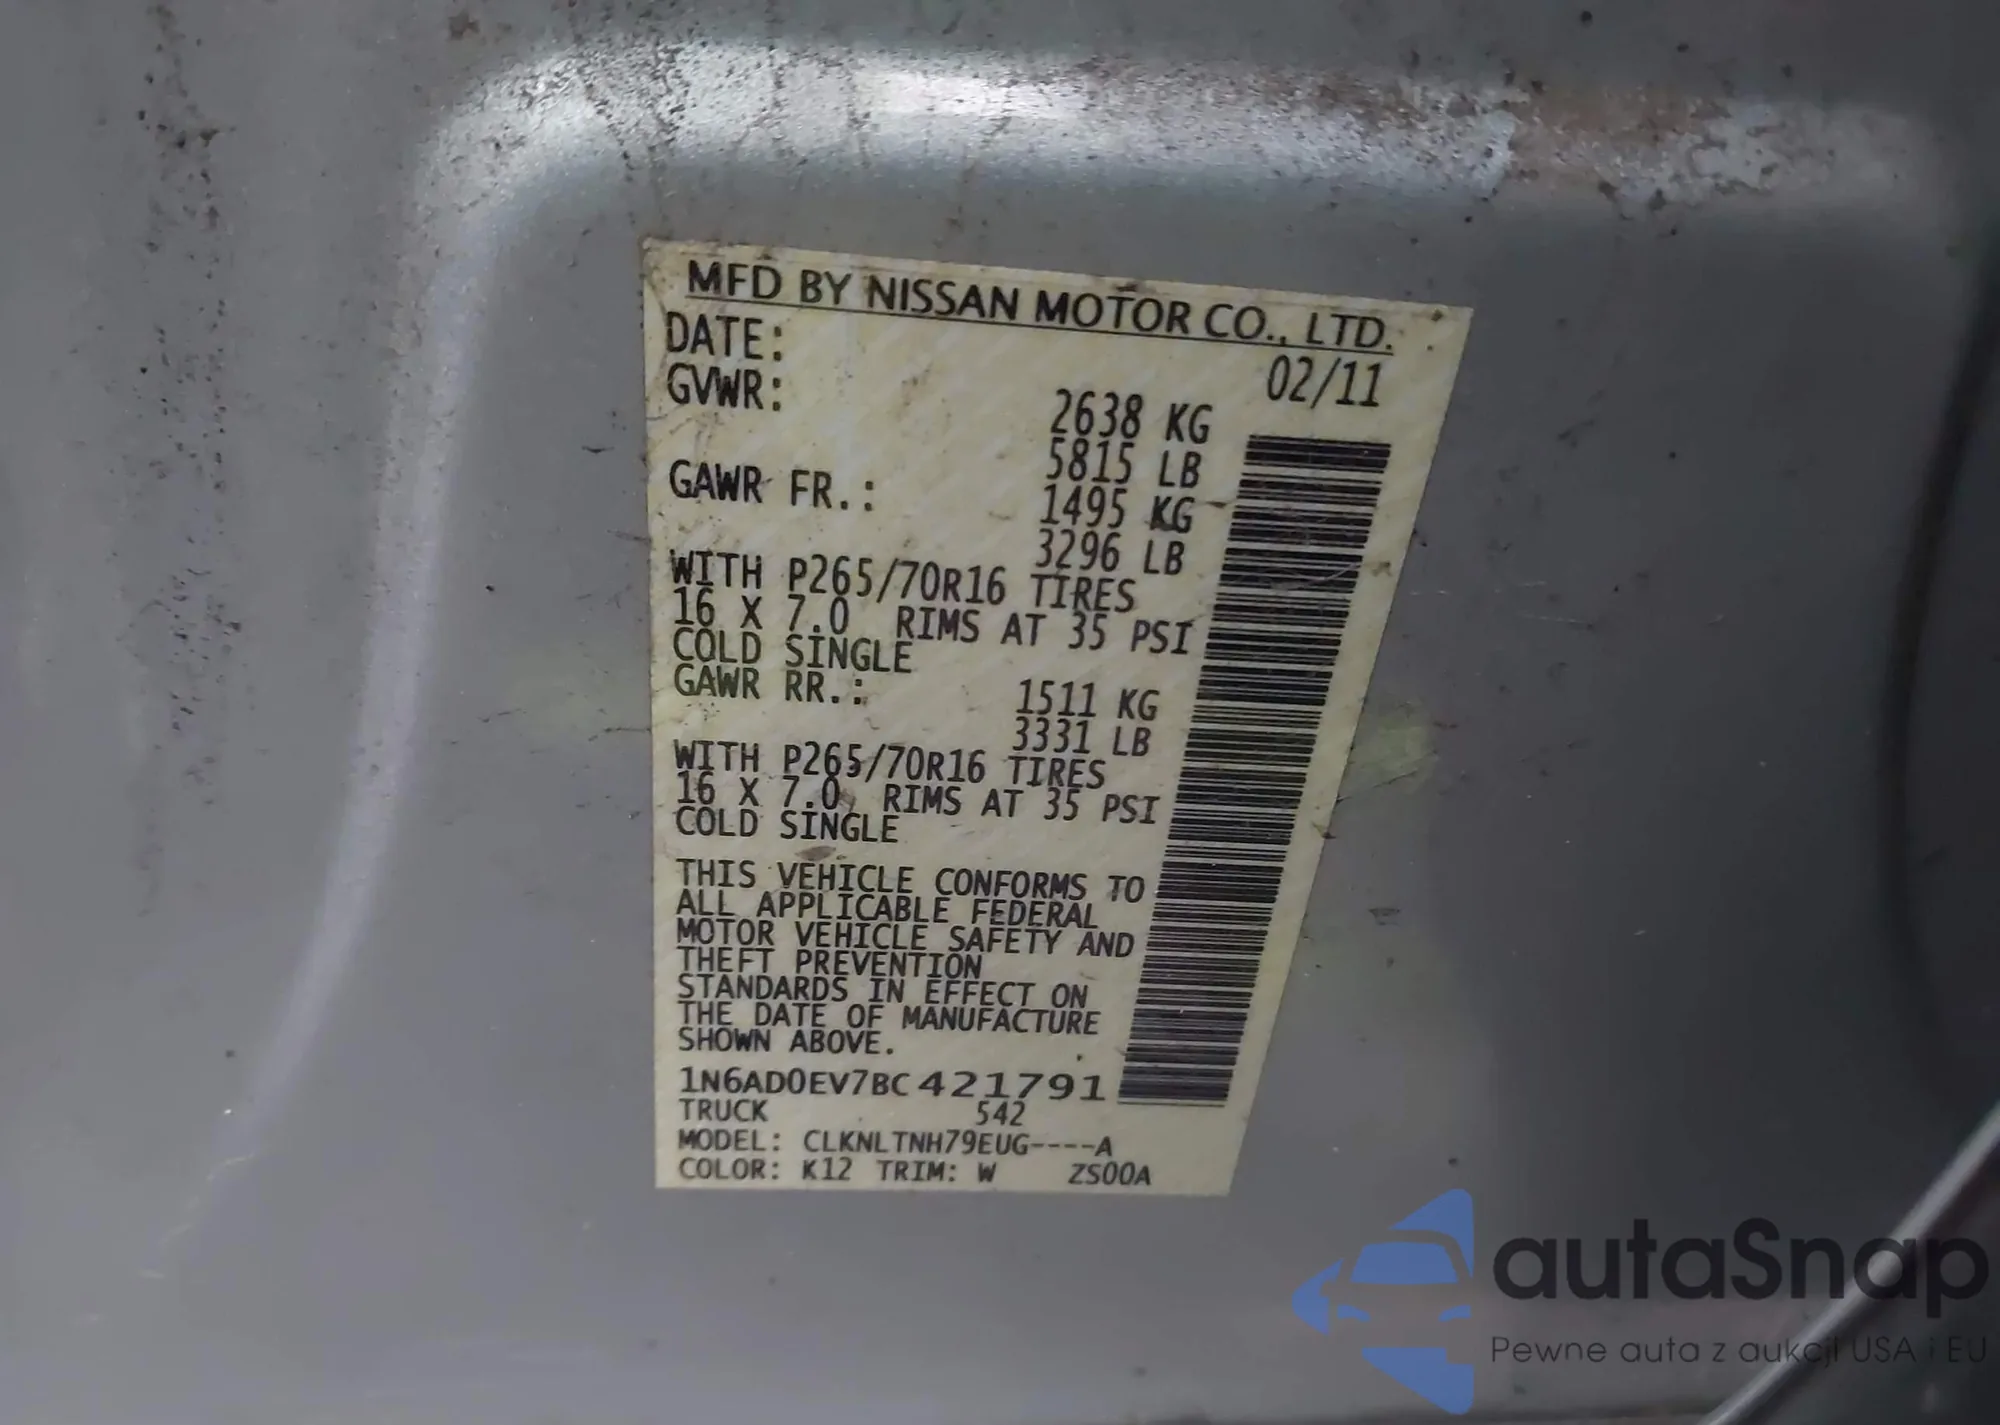 MFD BY NISSAN MOTOR CO., LTD.
DATE: 02/11
GVWR: 2638 KG
5815 LB
GAWR FR.: 1495 KG
3296 LB
WITH P265/70R16 TIRES
16 X 7.0 RIMS AT 35 PSI
COLD SINGLE
GAWR RR.: 1511 KG
3331 LB
WITH P265/70R16 TIRES
16 X 7.0 RIMS AT 35 PSI
COLD SINGLE
THIS VEHICLE CONFORMS TO
ALL APPLICABLE FEDERAL
MOTOR VEHICLE SAFETY AND
THEFT PREVENTION
STANDARDS IN EFFECT ON
THE DATE OF MANUFACTURE
SHOWN ABOVE.
1N6AD0EV7BC421791
TRUCK 542
MODEL: CLKNLTNH79EUG----A
COLOR: K12 TRIM: W ZS00A
autaSnap
Pewne auta z aukcji USA i EU